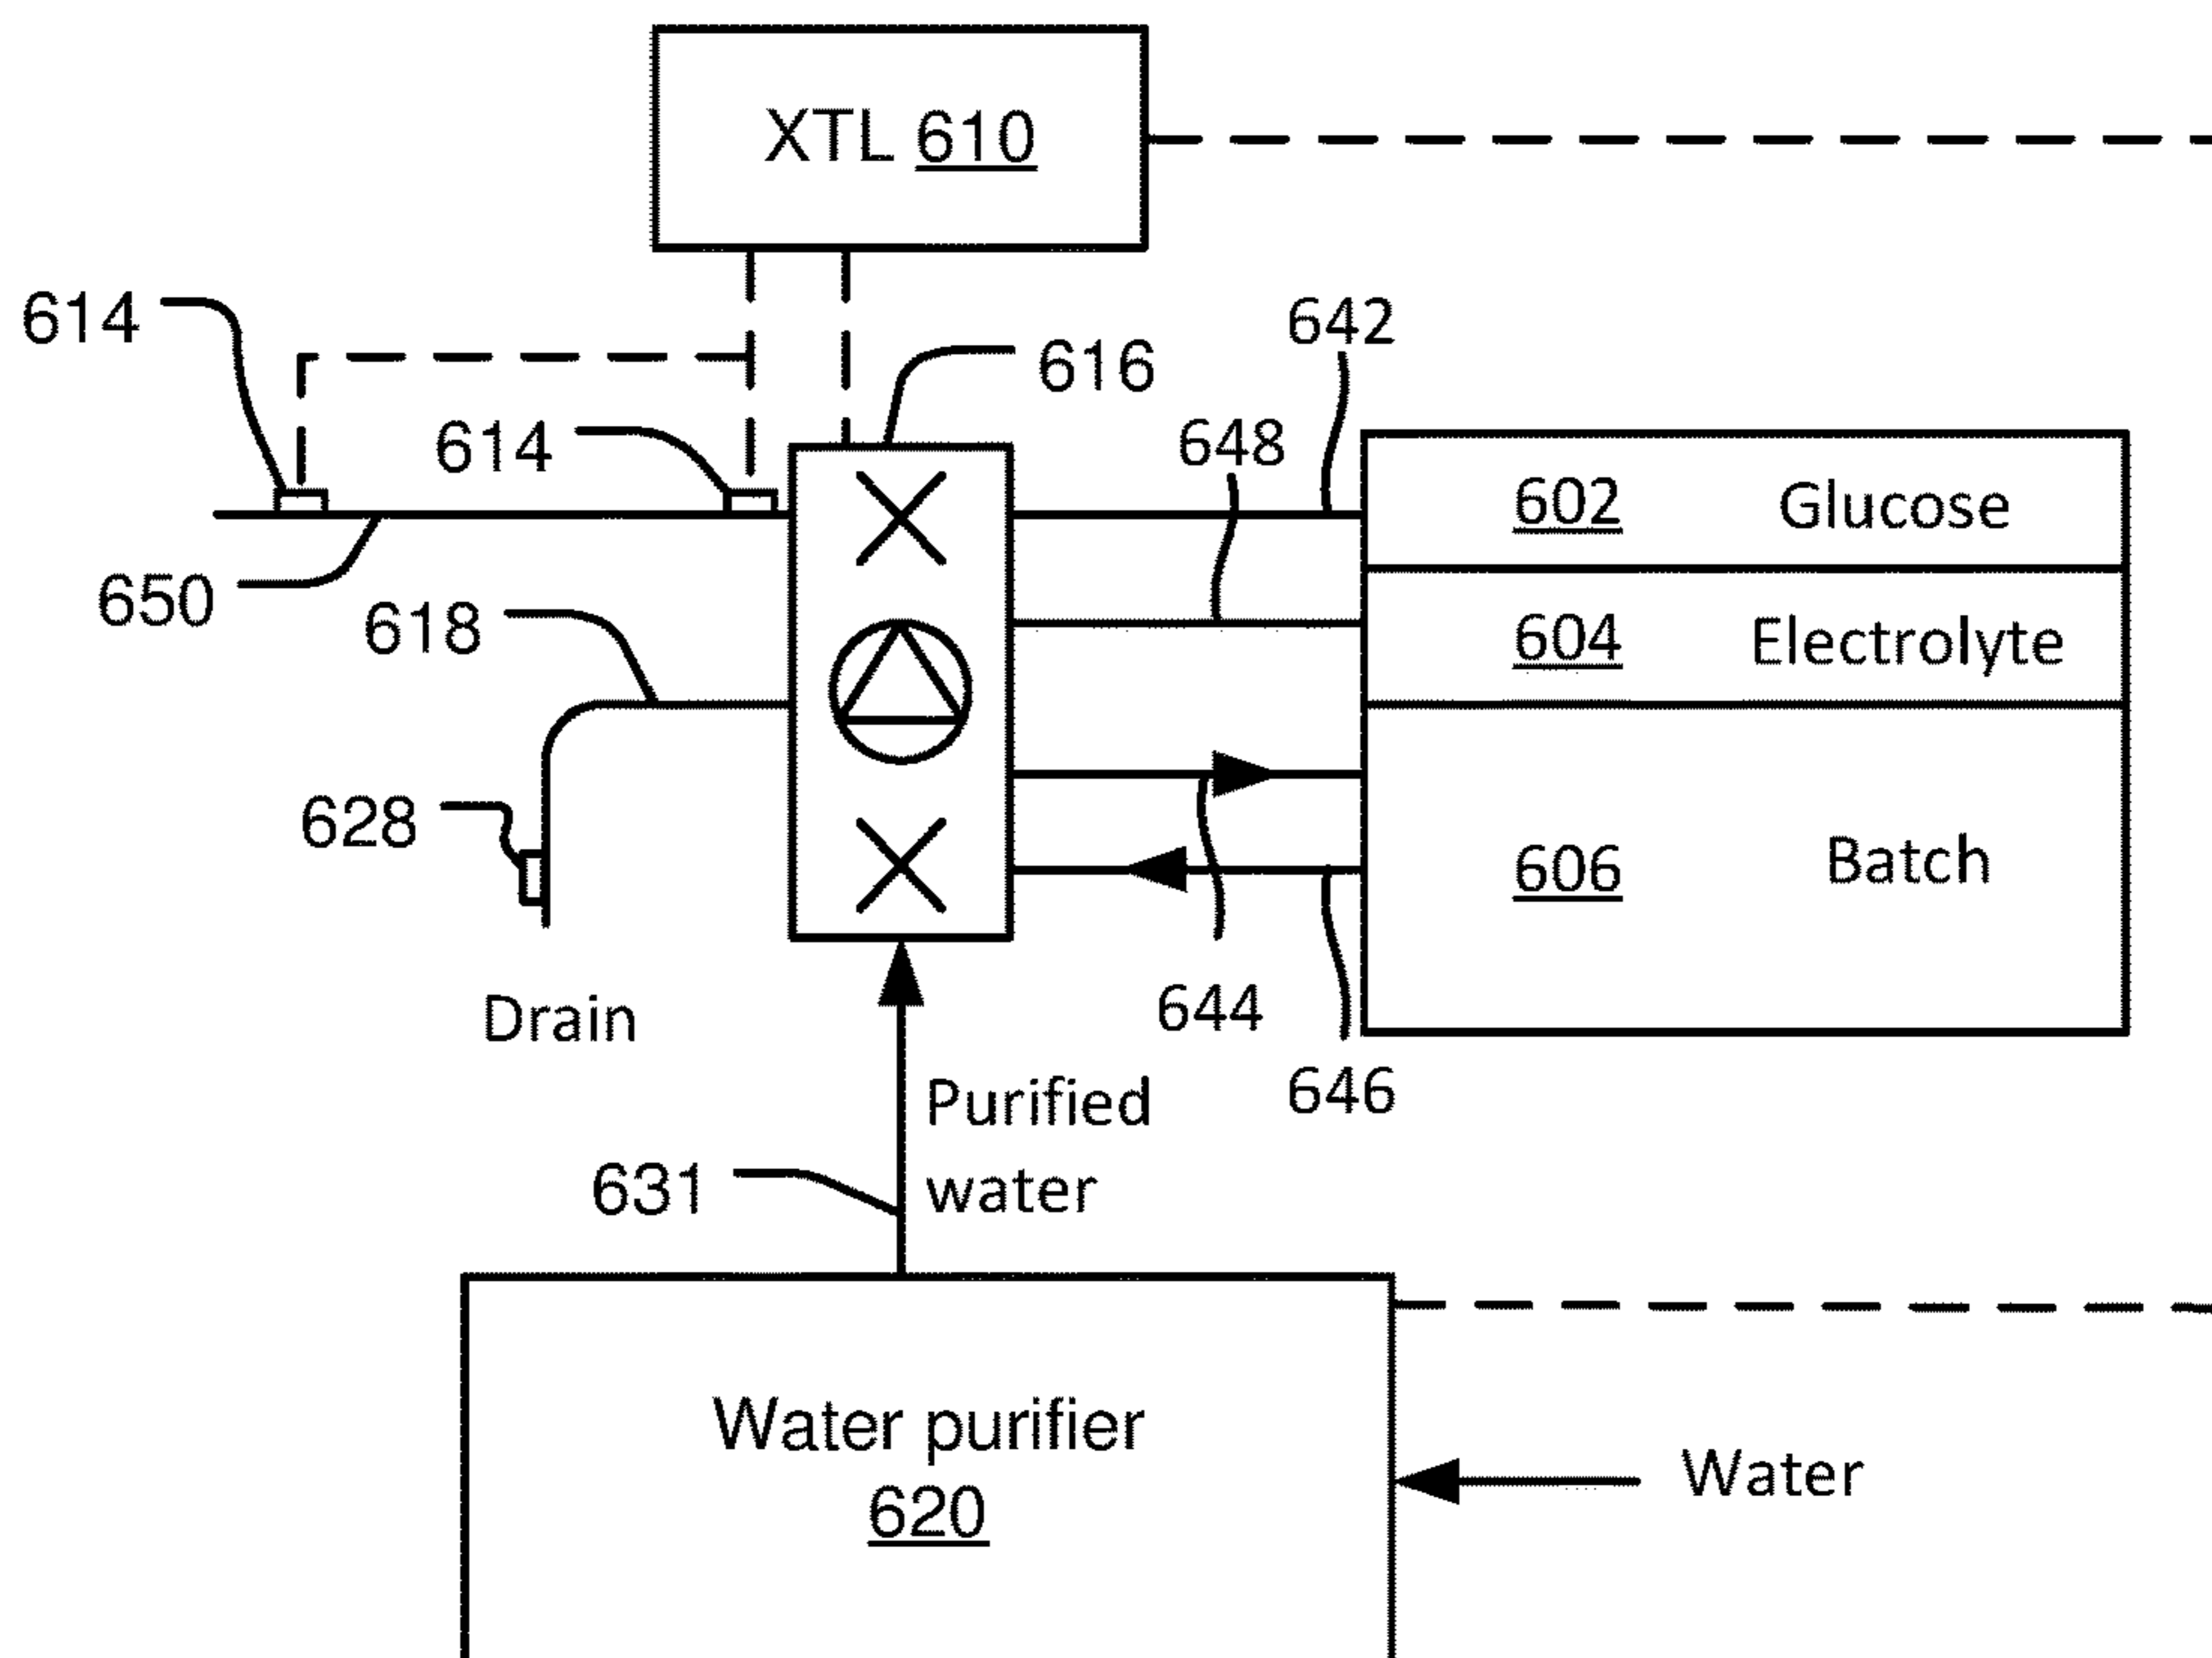 XTL 610
614
616
642
614
648
602 Glucose
650
618
604 Electrolyte
628
606 Batch
Drain
644
646
Purified
water
631
Water purifier
620
Water